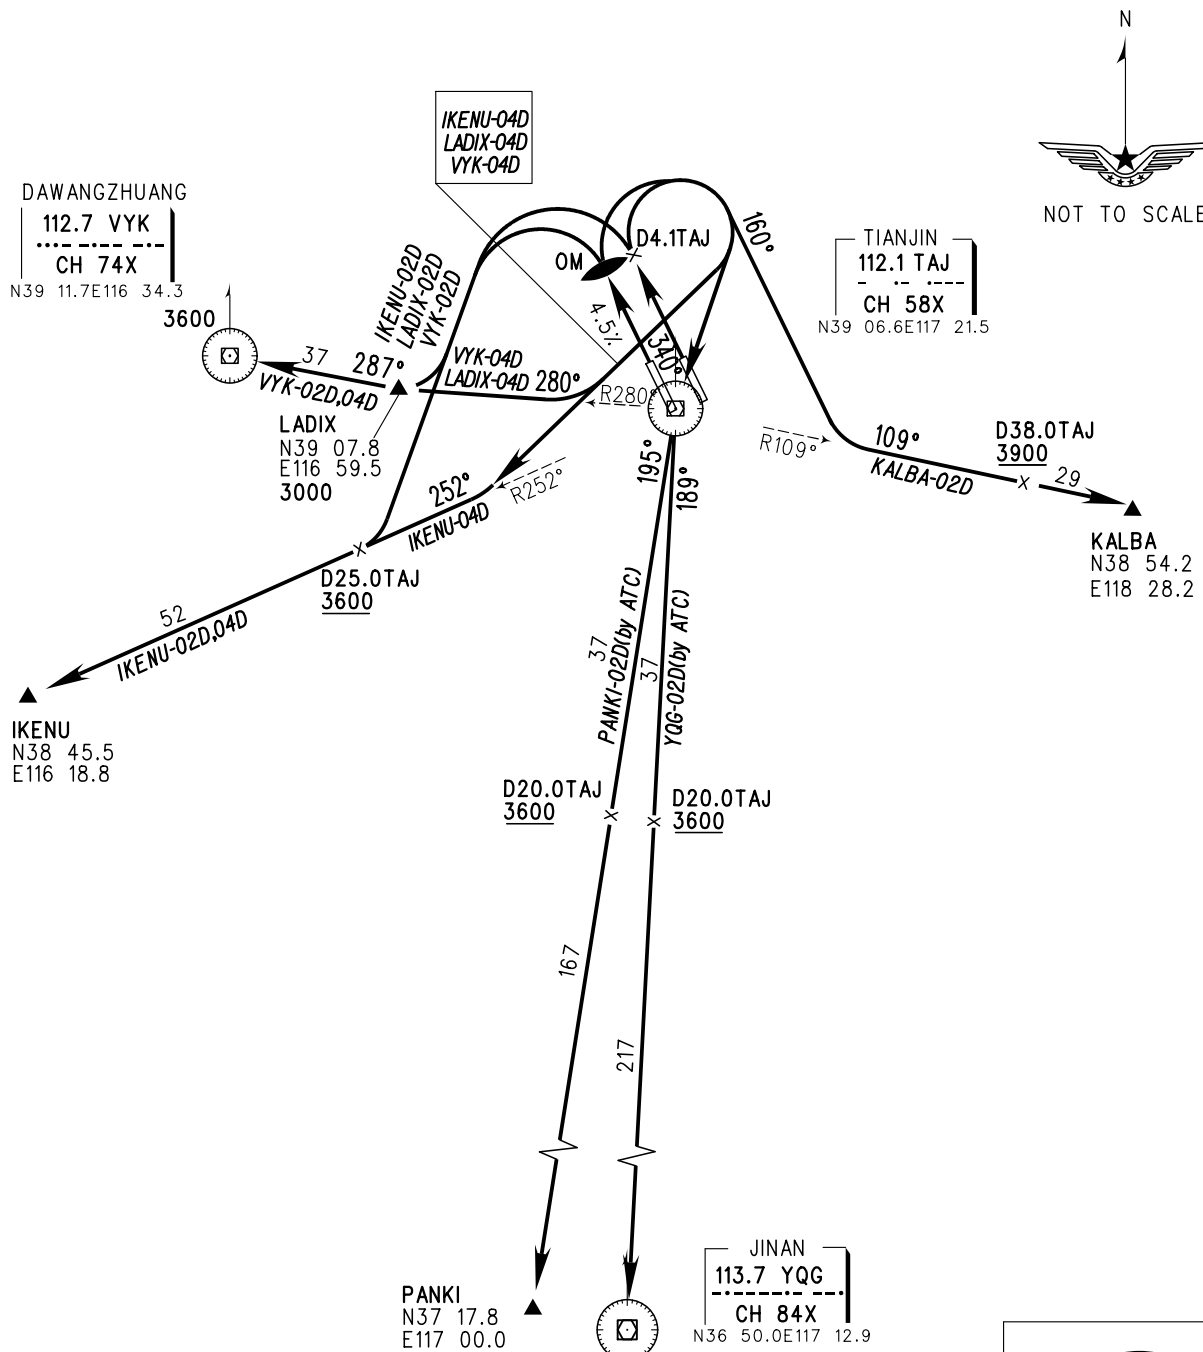 N
NOT TO SCALE
IKENU-04D
LADIX-04D
VYK-04D
DAWANGZHUANG
112.7 VYK
CH 74X
N39 11.7E116 34.3
3600
37
287°
VYK-02D,04D
IKENU-02D
LADIX-02D
VYK-02D
OM
D4.1TAJ
160°
4.5%
340°
TIANJIN
112.1 TAJ
CH 58X
N39 06.6E117 21.5
VYK-04D
LADIX-04D
280°
R280°
LADIX
N39 07.8
E116 59.5
3000
R109°
109°
KALBA-02D
D38.0TAJ
3900
29
KALBA
N38 54.2
E118 28.2
252°
IKENU-04D
R252°
195°
189°
D25.0TAJ
3600
52
IKENU-02D,04D
IKENU
N38 45.5
E116 18.8
37
PANKI-02D(by ATC)
37
YQG-02D(by ATC)
D20.0TAJ
3600
D20.0TAJ
3600
167
217
PANKI
N37 17.8
E117 00.0
JINAN
113.7 YQG
CH 84X
N36 50.0E117 12.9